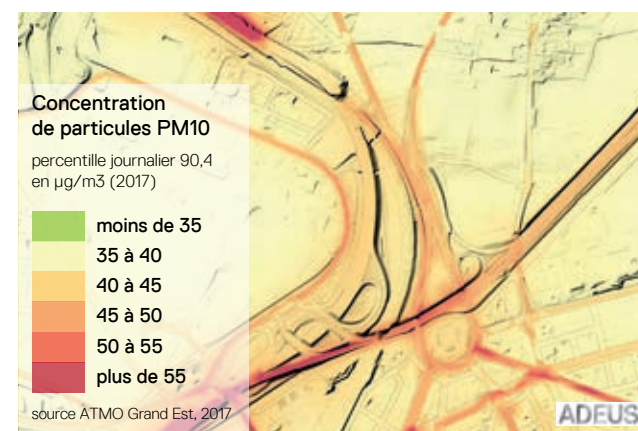 Concentration
de particules PM10
percentille journalier 90,4
en µg/m3 (2017)
moins de 35
35 à 40
40 à 45
45 à 50
50 à 55
plus de 55
source ATMO Grand Est, 2017
ADEUS